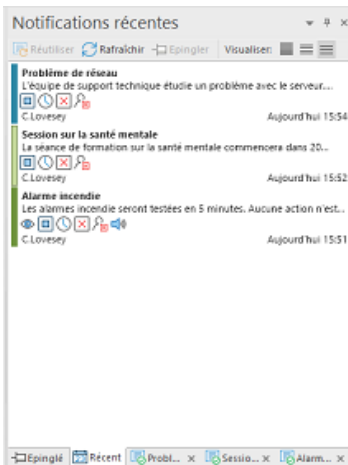 Notifications récentes
Réutiliser Rafraîchir Epingler Visualiser:
Problème de réseau
L'équipe de support technique étudie un problème avec le serveur...
C.Lovesey Aujourd'hui 15:54
Session sur la santé mentale
La séance de formation sur la santé mentale commencera dans 20...
C.Lovesey Aujourd'hui 15:52
Alarme incendie
Les alarmes incendie seront testées en 5 minutes. Aucune action n'est...
C.Lovesey Aujourd'hui 15:51
Epinglé Récent Probl... x Sessio... x Alarm... x